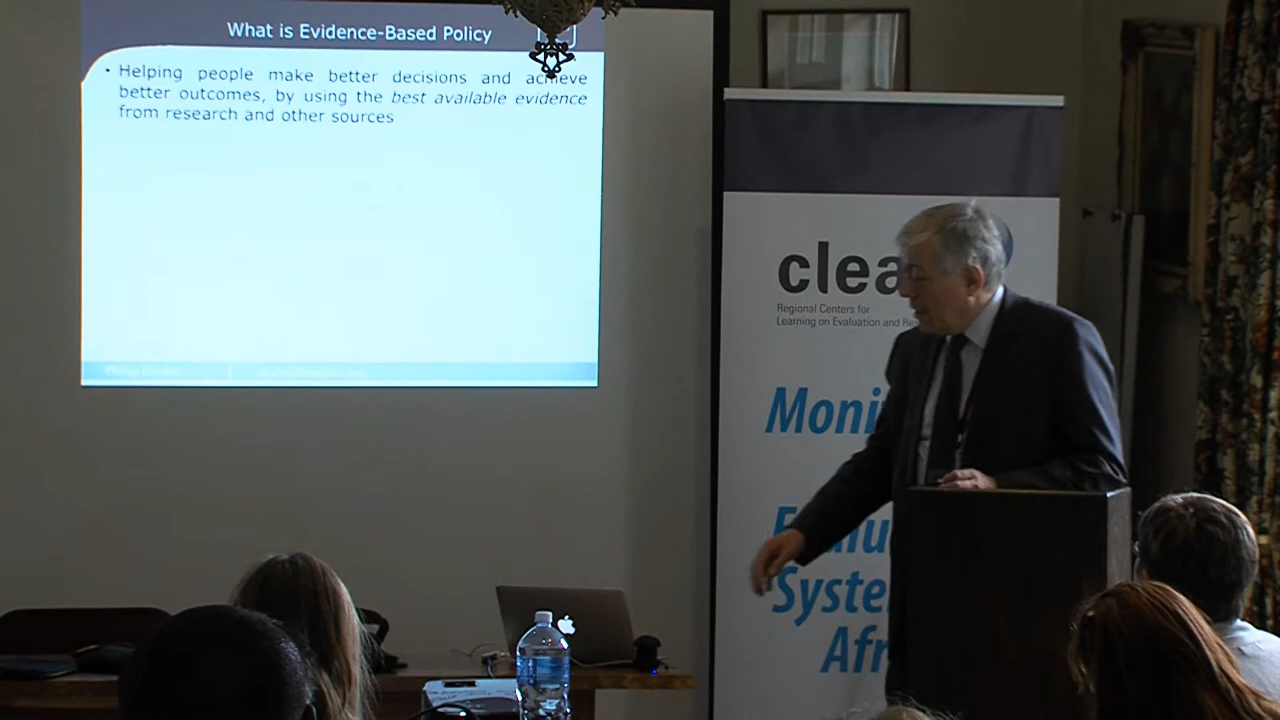 What is Evidence-Based Policy
• Helping people make better decisions and achieve
better outcomes, by using the best available evidence
from research and other sources
clea
Regional Centers for
Learning on Evaluation and Re
Moni
Evalu
Syste
Afr